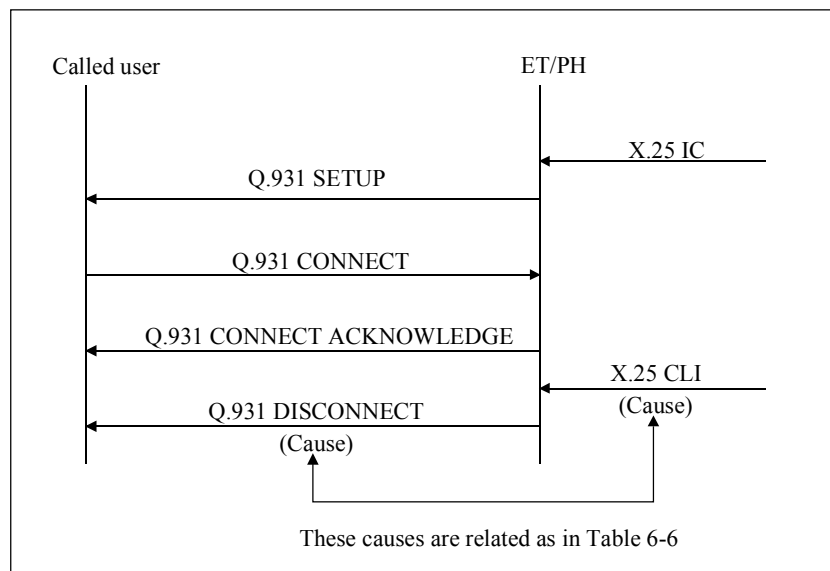 Called user
ET/PH
X.25 IC
Q.931 SETUP
Q.931 CONNECT
Q.931 CONNECT ACKNOWLEDGE
X.25 CLI
(Cause)
Q.931 DISCONNECT
(Cause)
These causes are related as in Table 6-6